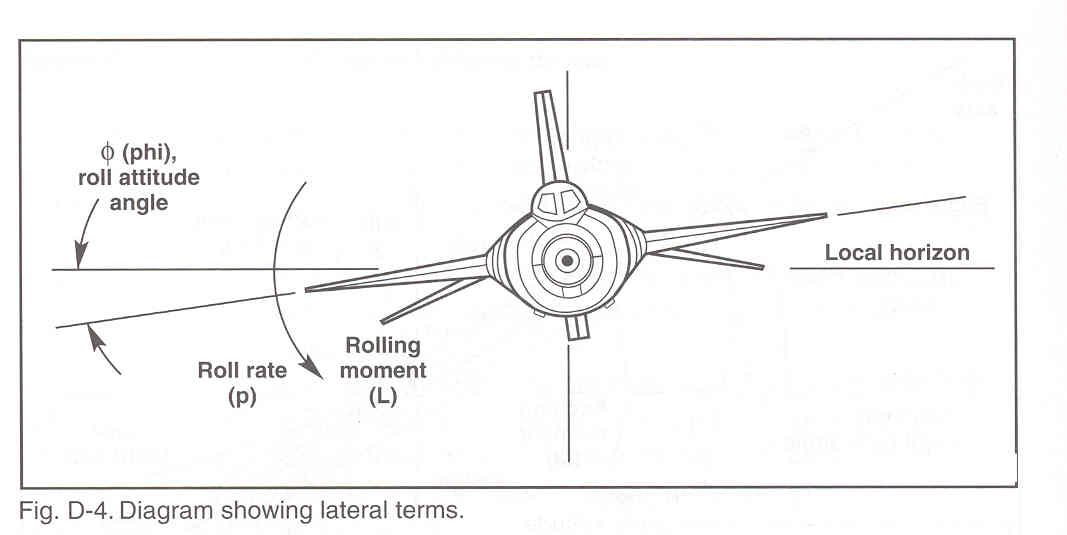 ϕ (phi),
roll attitude
angle
Local horizon
Roll rate
(p)
Rolling
moment
(L)
Fig. D-4. Diagram showing lateral terms.